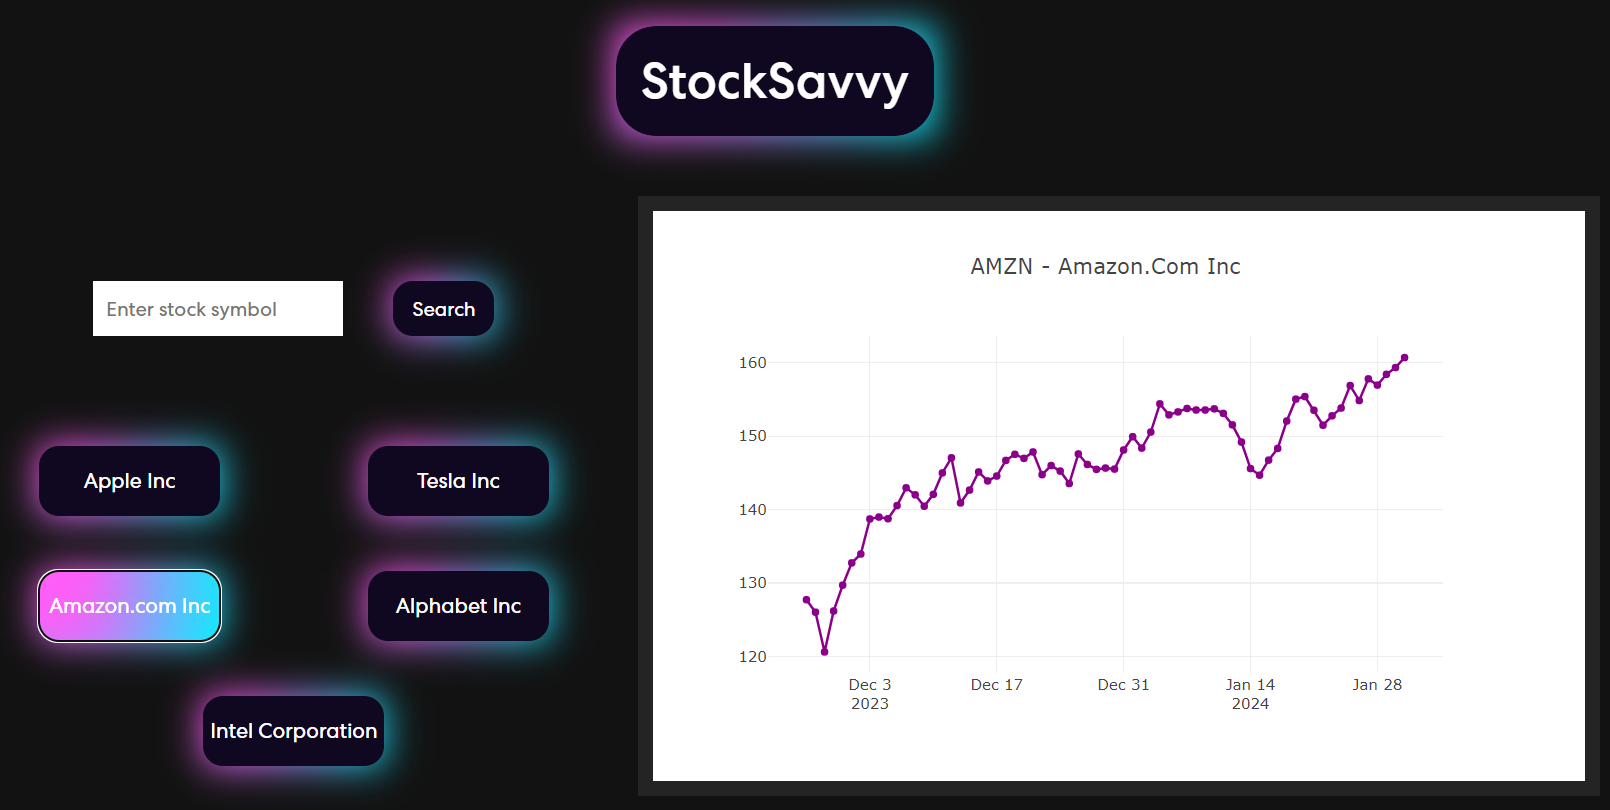 StockSavvy
Enter stock symbol
Search
Apple Inc
Tesla Inc
Amazon.com Inc
Alphabet Inc
Intel Corporation
AMZN - Amazon.Com Inc
160
150
140
130
120
Dec 3
2023
Dec 17
Dec 31
Jan 14
2024
Jan 28